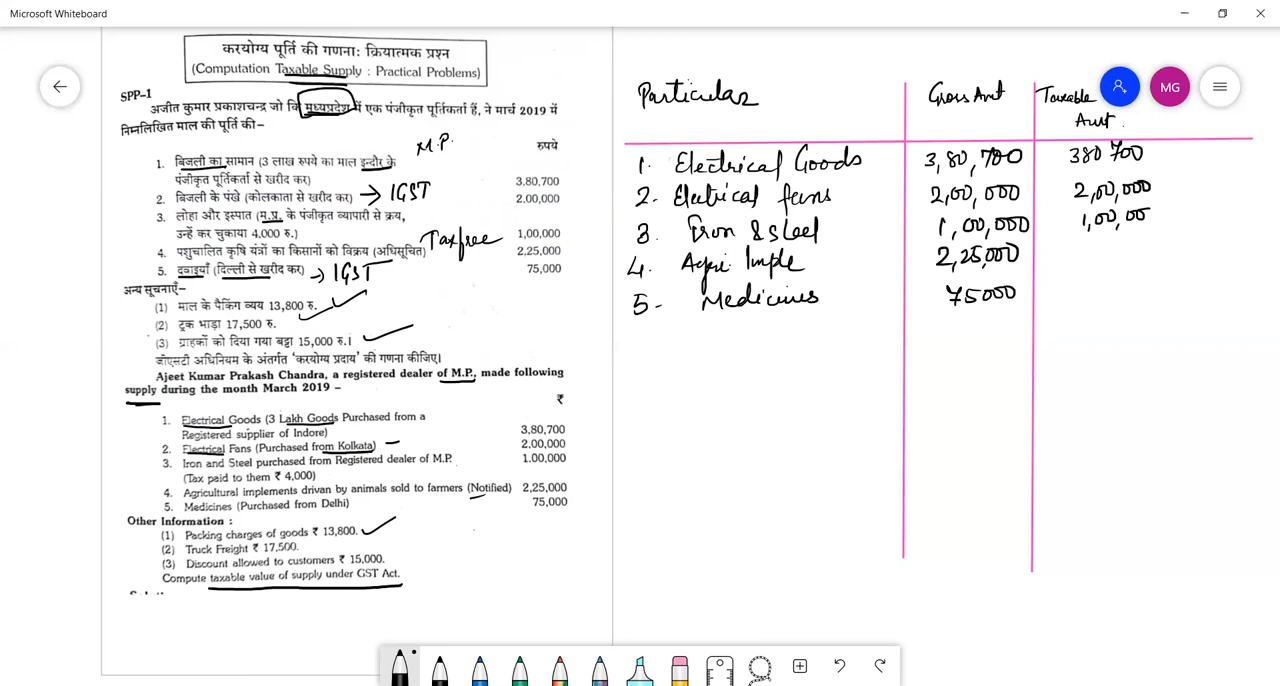 Microsoft Whiteboard
करयोग्य पूर्ति की गणना: क्रियात्मक प्रश्न
(Computation Taxable Supply : Practical Problems)
SPP-1
अजीत कुमार प्रकाशचन्द्र जो कि मध्यप्रदेश में एक पंजीकृत पूर्तिकर्ता हैं, ने मार्च 2019 में
निम्नलिखित माल की पूर्ति की–
M.P.
रुपये
1. बिजली का सामान (3 लाख रुपये का माल इन्दौर के
पंजीकृत पूर्तिकर्ता से खरीद कर) 3,80,700
2. बिजली के पंखे (कोलकाता से खरीद कर) → IGST 2.00,000
3. लोहा और इस्पात (म.प्र. के पंजीकृत व्यापारी से क्रय,
उन्हें कर चुकाया 4.000 रु.) 1,00,000
Taxfree
4. पशुचालित कृषि यंत्रों का किसानों को विक्रय (अधिसूचित) 2,25,000
5. दवाइयाँ (दिल्ली से खरीद कर) → IGST 75,000
अन्य सूचनाएँ–
(1) माल के पैकिंग व्यय 13,800 रु.
(2) ट्रक भाड़ा 17,500 रु.
(3) ग्राहकों को दिया गया बट्टा 15,000 रु.।
जीएसटी अधिनियम के अंतर्गत 'करयोग्य प्रदाय' की गणना कीजिए।
Ajeet Kumar Prakash Chandra, a registered dealer of M.P., made following
supply during the month March 2019 –
₹
1. Electrical Goods (3 Lakh Goods Purchased from a
Registered supplier of Indore) 3,80,700
2. Electrical Fans (Purchased from Kolkata) 2,00,000
3. Iron and Steel purchased from Registered dealer of M.P. 1,00,000
(Tax paid to them ₹ 4,000)
4. Agricultural implements drivan by animals sold to farmers (Notified) 2,25,000
5. Medicines (Purchased from Delhi) 75,000
Other Information :
(1) Packing charges of goods ₹ 13,800.
(2) Truck Freight ₹ 17,500.
(3) Discount allowed to customers ₹ 15,000.
Compute taxable value of supply under GST Act.
Particular Gross Amt Taxable Amt.
1. Electrical Goods 3,80,700 380700
2- Eletrical fans 2,00,000 2,00,000
3. Iron & steel 1,00,000 1,00,00
4. Agri Imple 2,25,000
5- Medicines 75000
MG